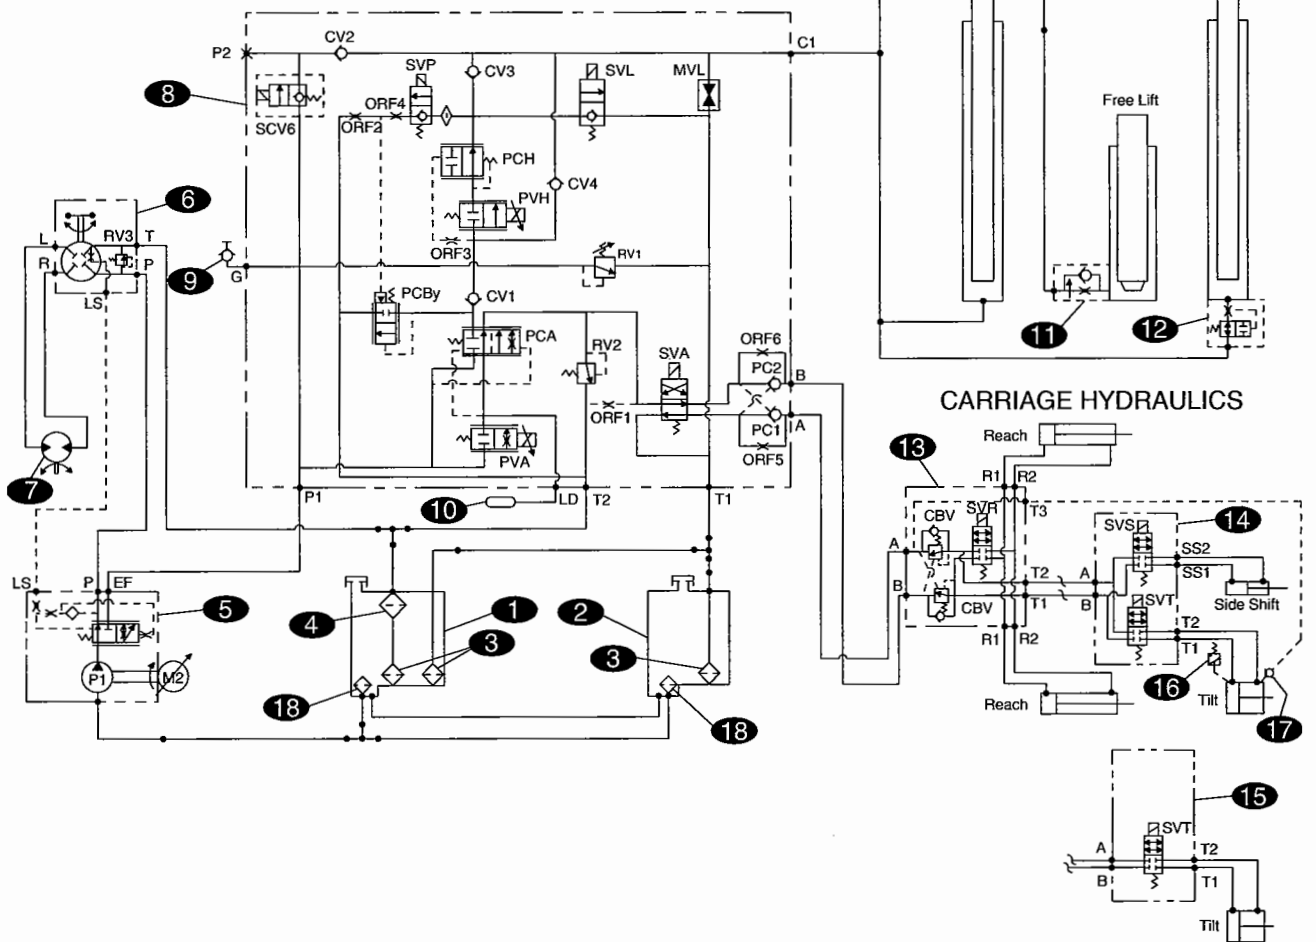 P2
CV2
C1
SVP
CV3
SVL
MVL
8
ORF4
ORF2
SCV6
Free Lift
PCH
6
CV4
PVH
L
RV3
T
R
P
ORF3
9
G
RV1
LS
PCBy
CV1
11
12
PCA
RV2
ORF6
SVA
PC2
B
CARRIAGE HYDRAULICS
ORF1
PC1
A
ORF5
Reach
13
7
PVA
R1
R2
P1
10
LD
T2
T1
CBV
SVR
T3
SVS
14
A
SS2
LS
P
EF
T2
A
SS1
5
1
2
B
T1
B
Side Shift
CBV
SVT
4
3
3
R1
R2
T2
T1
P1
M2
16
Tilt
18
18
Reach
17
15
SVT
A
T2
B
T1
Tilt